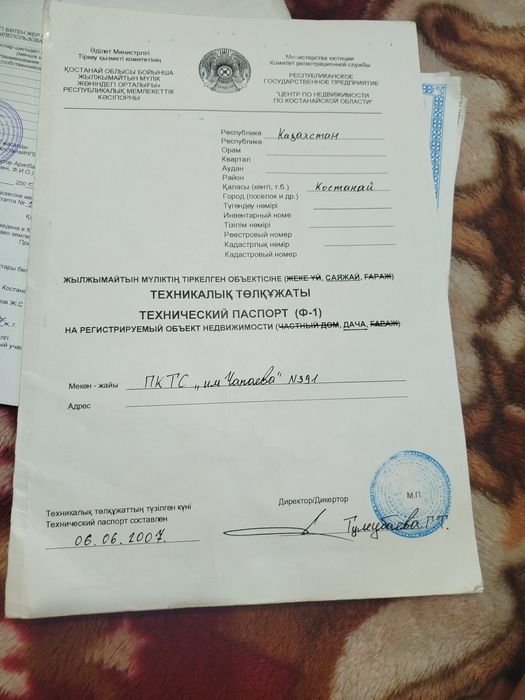 Әділет Министрлігі
Тіркеу қызметі комитетінің
ҚОСТАНАЙ ОБЛЫСЫ БОЙЫНША
ЖЫЛЖЫМАЙТЫН МҮЛІК
ЖӨНІНДЕГІ ОРТАЛЫҒЫ»
РЕСПУБЛИКАЛЫҚ МЕМЛЕКЕТТІК
КӘСІПОРНЫ
Министерства юстиции
Комитет регистрационной службы
РЕСПУБЛИКАНСКОЕ
ГОСУДАРСТВЕННОЕ ПРЕДПРИЯТИЕ
"ЦЕНТР ПО НЕДВИЖИМОСТИ
ПО КОСТАНАЙСКОЙ ОБЛАСТИ"
Республика Казахстан
Республика
Орам
Квартал
Аудан
Район
Қаласы (кенті, т.б.) Костанай
Город (поселок и др.)
Түгендеу нөмірі
Инвентарный номе
Тізілім нөмірі
Реестровый номер
Кадастрлық нөмір
Кадастровый номер
ЖЫЛЖЫМАЙТЫН МҮЛІКТІҢ ТІРКЕЛГЕН ОБЪЕКТІСІНЕ (ЖЕКЕ ҮЙ, САЯЖАЙ, ГАРАЖ)
ТЕХНИКАЛЫҚ ТӨЛҚҰЖАТЫ
ТЕХНИЧЕСКИЙ ПАСПОРТ (Ф-1)
НА РЕГИСТРИРУЕМЫЙ ОБЪЕКТ НЕДВИЖИМОСТИ (ЧАСТНЫЙ ДОМ, ДАЧА, ГАРАЖ)
Мекен - жайы ПКТС „им Чапаева" N391
Адрес
Техникалық төлқұжаттың түзілген күні
Технический паспорт составлен
06.06.2007.
Директор/Дикертор
М.П.
Тулеубаева Г.Т.